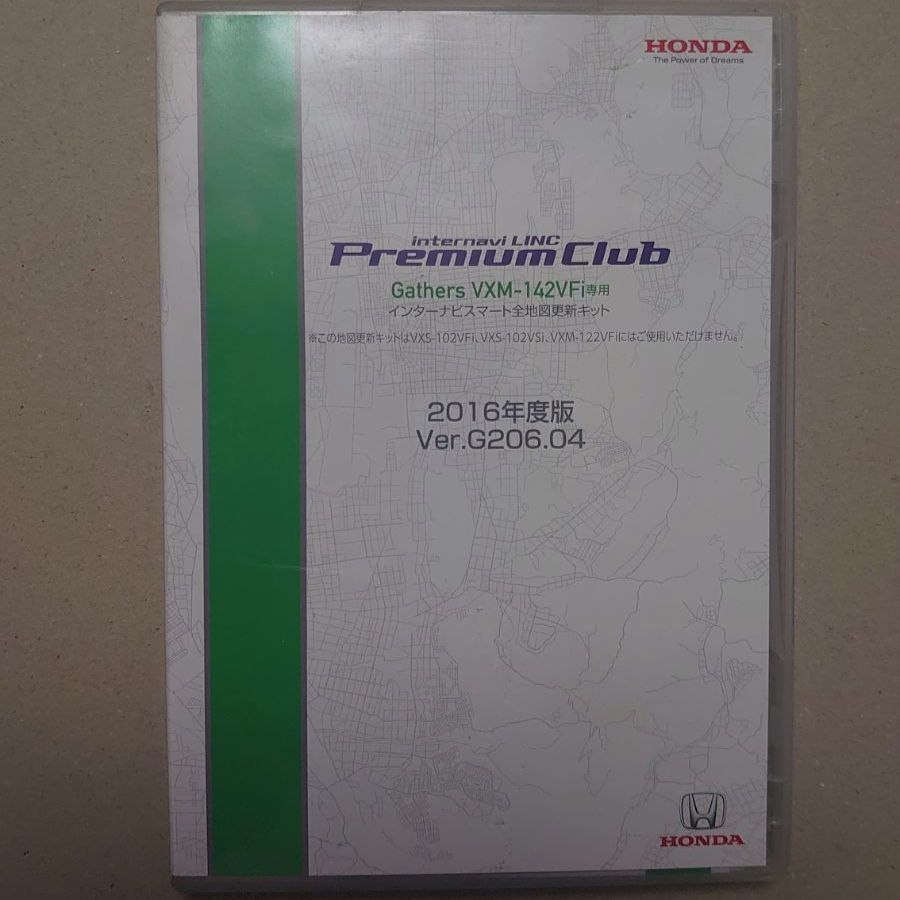 HONDA
The Power of Dreams
internavi LINC
Premium Club
Gathers VXM-142VFi専用
インターナビスマート全地図更新キット
※この地図更新キットはVXS-102VFi、VXS-102VSi、VXM-122VFiにはご使用いただけません。
2016年度版
Ver.G206.04
HONDA